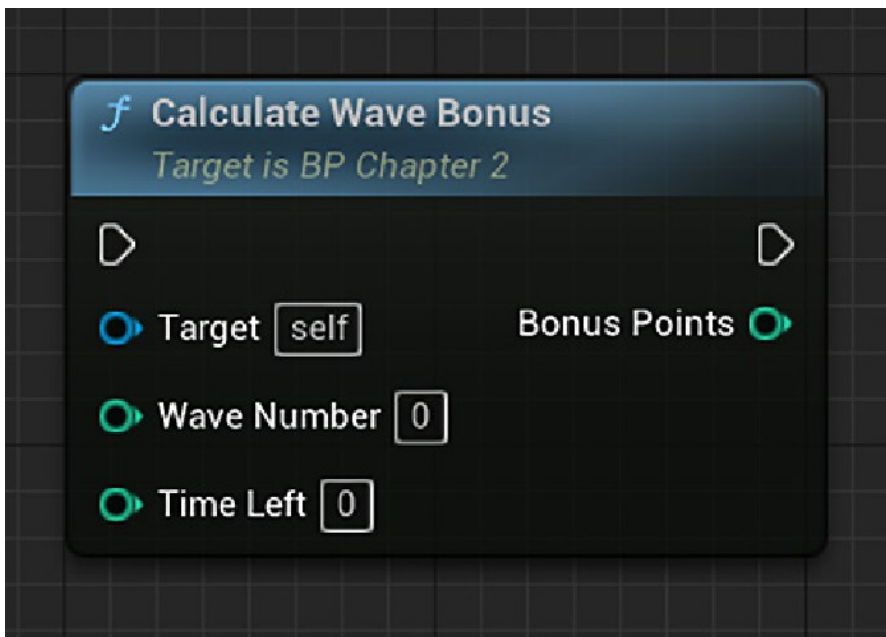 f Calculate Wave Bonus
Target is BP Chapter 2
Target self
Bonus Points
Wave Number 0
Time Left 0